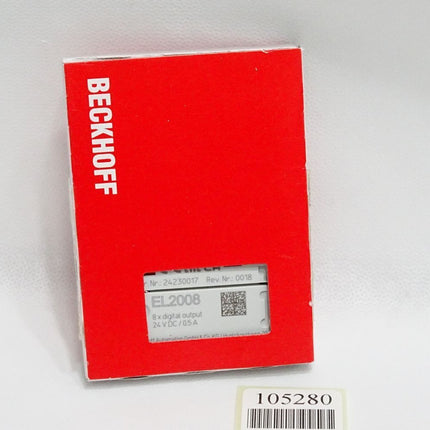 BECKHOFF
Nr.: 24230017 Rev Nr.: 0018
EL2008
8 x digital output
24 V DC / 0.5 A
105280